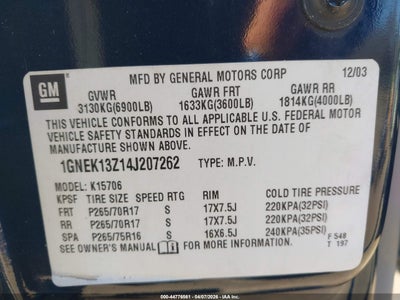 GM
MFD BY GENERAL MOTORS CORP 12/03
GVWR GAWR FRT GAWR RR
3130KG(6900LB) 1633KG(3600LB) 1814KG(4000LB)
THIS VEHICLE CONFORMS TO ALL APPLICABLE U.S. FEDERAL MOTOR
VEHICLE SAFETY STANDARDS IN EFFECT ON THE DATE OF
MANUFACTURE SHOWN ABOVE.
1GNEK13Z14J207262 TYPE: M.P.V.
MODEL: K15706
KPSF TIRE SIZE SPEED RTG RIM COLD TIRE PRESSURE
FRT P265/70R17 S 17X7.5J 220KPA(32PSI)
RR P265/70R17 S 17X7.5J 220KPA(32PSI)
SPA P265/75R16 S 16X6.5J 240KPA(35PSI)
SEE OWNER'S MANUAL FOR MORE INFORMATION.
F 548
T 197
000-44776581 - 04/07/2026 - IAAI.com